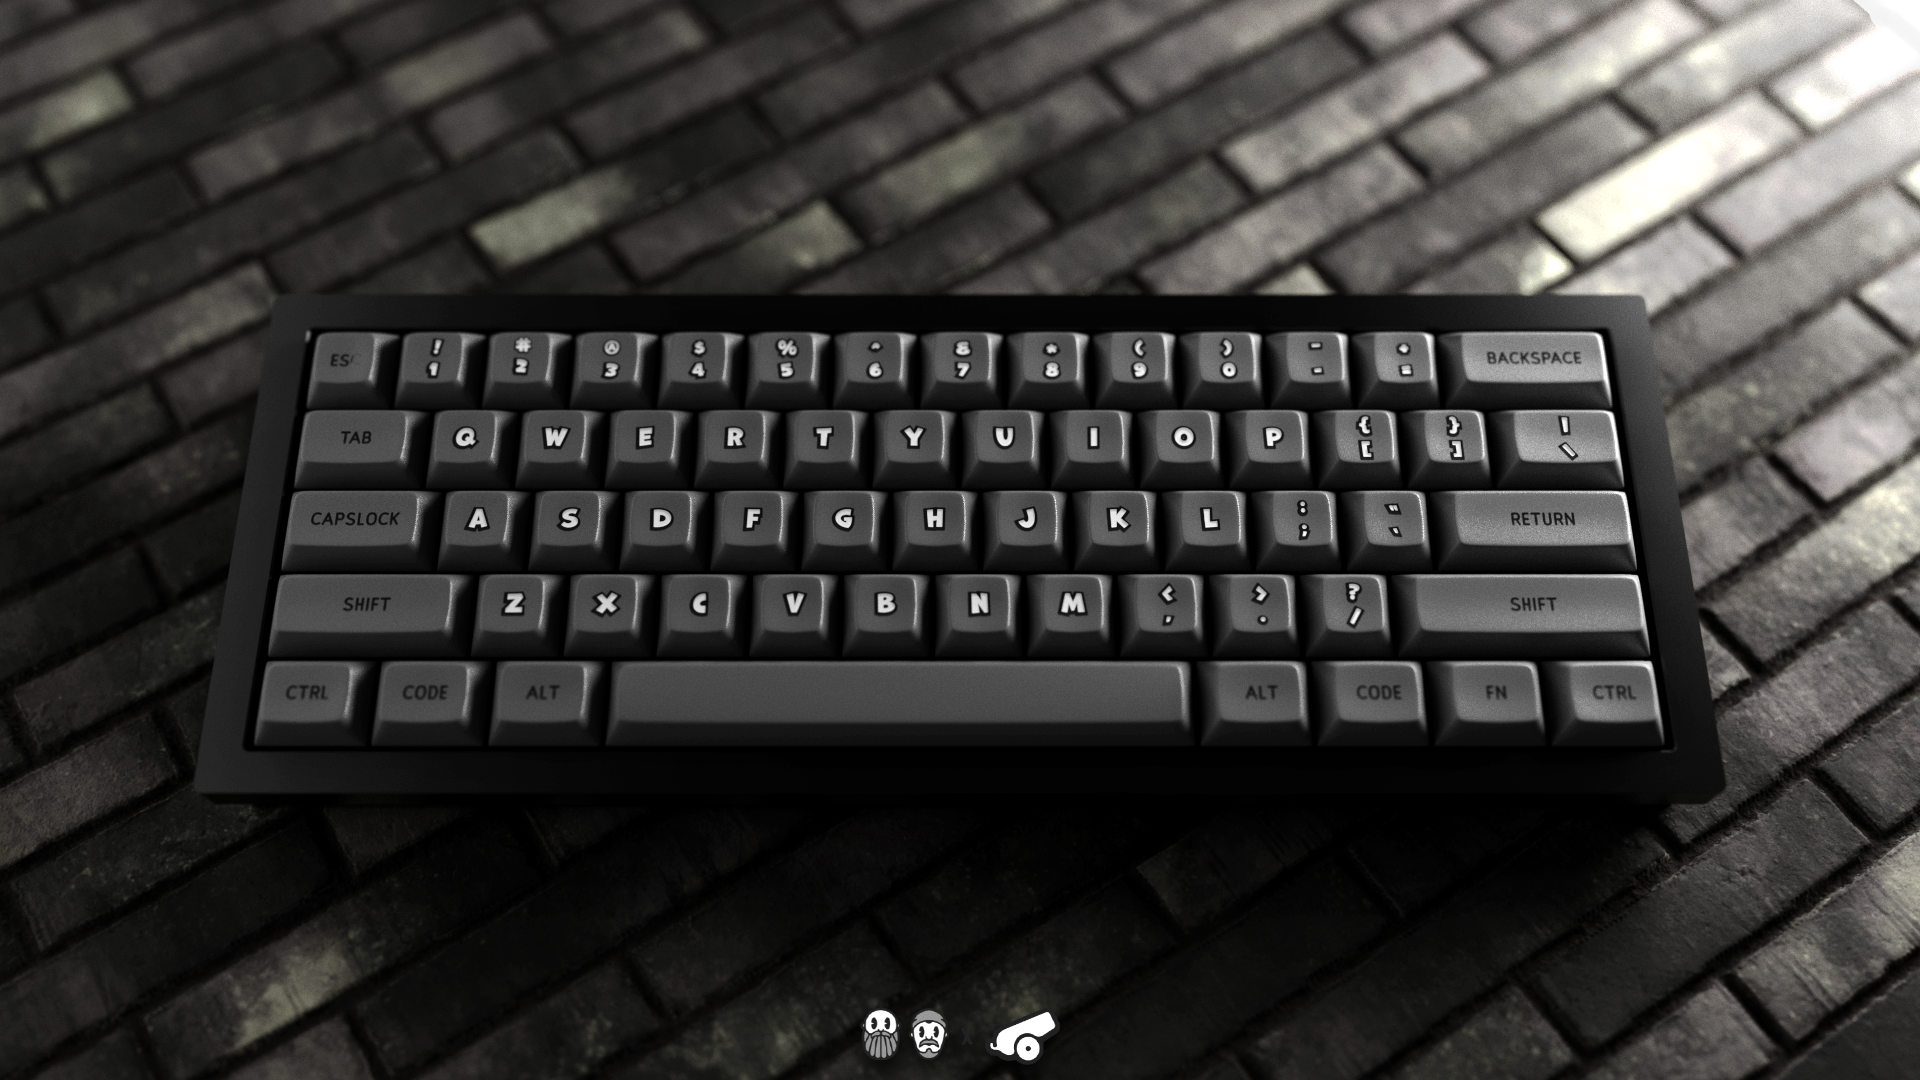 ESC ! 1 # 2 @ 3 $ 4 % 5 ^ 6 & 7 * 8 ( 9 ) 0 - - + = BACKSPACE
TAB Q W E R T Y U I O P { [ } ] | \
CAPSLOCK A S D F G H J K L : ; " ' RETURN
SHIFT Z X C V B N M < , > . ? / SHIFT
CTRL CODE ALT ALT CODE FN CTRL